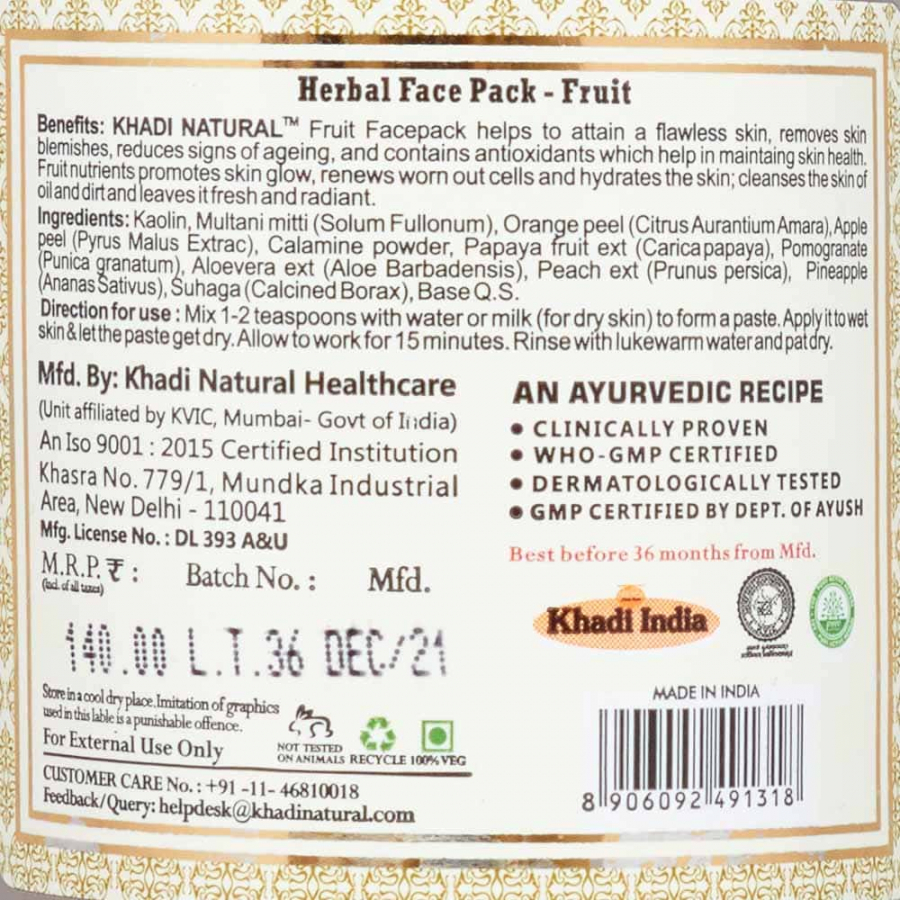 Herbal Face Pack - Fruit
Benefits: KHADI NATURAL™ Fruit Facepack helps to attain a flawless skin, removes skin
blemishes, reduces signs of ageing, and contains antioxidants which help in maintaing skin health.
Fruit nutrients promotes skin glow, renews worn out cells and hydrates the skin; cleanses the skin of
oil and dirt and leaves it fresh and radiant.
Ingredients: Kaolin, Multani mitti (Solum Fullonum), Orange peel (Citrus Aurantium Amara), Apple
peel (Pyrus Malus Extrac), Calamine powder, Papaya fruit ext (Carica papaya), Pomogranate
(Punica granatum), Aloevera ext (Aloe Barbadensis), Peach ext (Prunus persica), Pineapple
(Ananas Sativus), Suhaga (Calcined Borax), Base Q.S.
Direction for use : Mix 1-2 teaspoons with water or milk (for dry skin) to form a paste. Apply it to wet
skin & let the paste get dry. Allow to work for 15 minutes. Rinse with lukewarm water and pat dry.
Mfd. By: Khadi Natural Healthcare
(Unit affiliated by KVIC, Mumbai- Govt of India)
An Iso 9001 : 2015 Certified Institution
Khasra No. 779/1, Mundka Industrial
Area, New Delhi - 110041
Mfg. License No. : DL 393 A&U
M.R.P. ₹ : Batch No. : Mfd.
(Incl. of all taxes)
140.00 L.T.36 DEC/21
Store in a cool dry place. Imitation of graphics
used in this lable is a punishable offence.
For External Use Only
NOT TESTED
ON ANIMALS RECYCLE 100% VEG
CUSTOMER CARE No. : +91 -11- 46810018
Feedback/Query: helpdesk@khadinatural.com
AN AYURVEDIC RECIPE
• CLINICALLY PROVEN
• WHO-GMP CERTIFIED
• DERMATOLOGICALLY TESTED
• GMP CERTIFIED BY DEPT. OF AYUSH
Best before 36 months from Mfd.
Khadi India
MADE IN INDIA
8 906092 491318